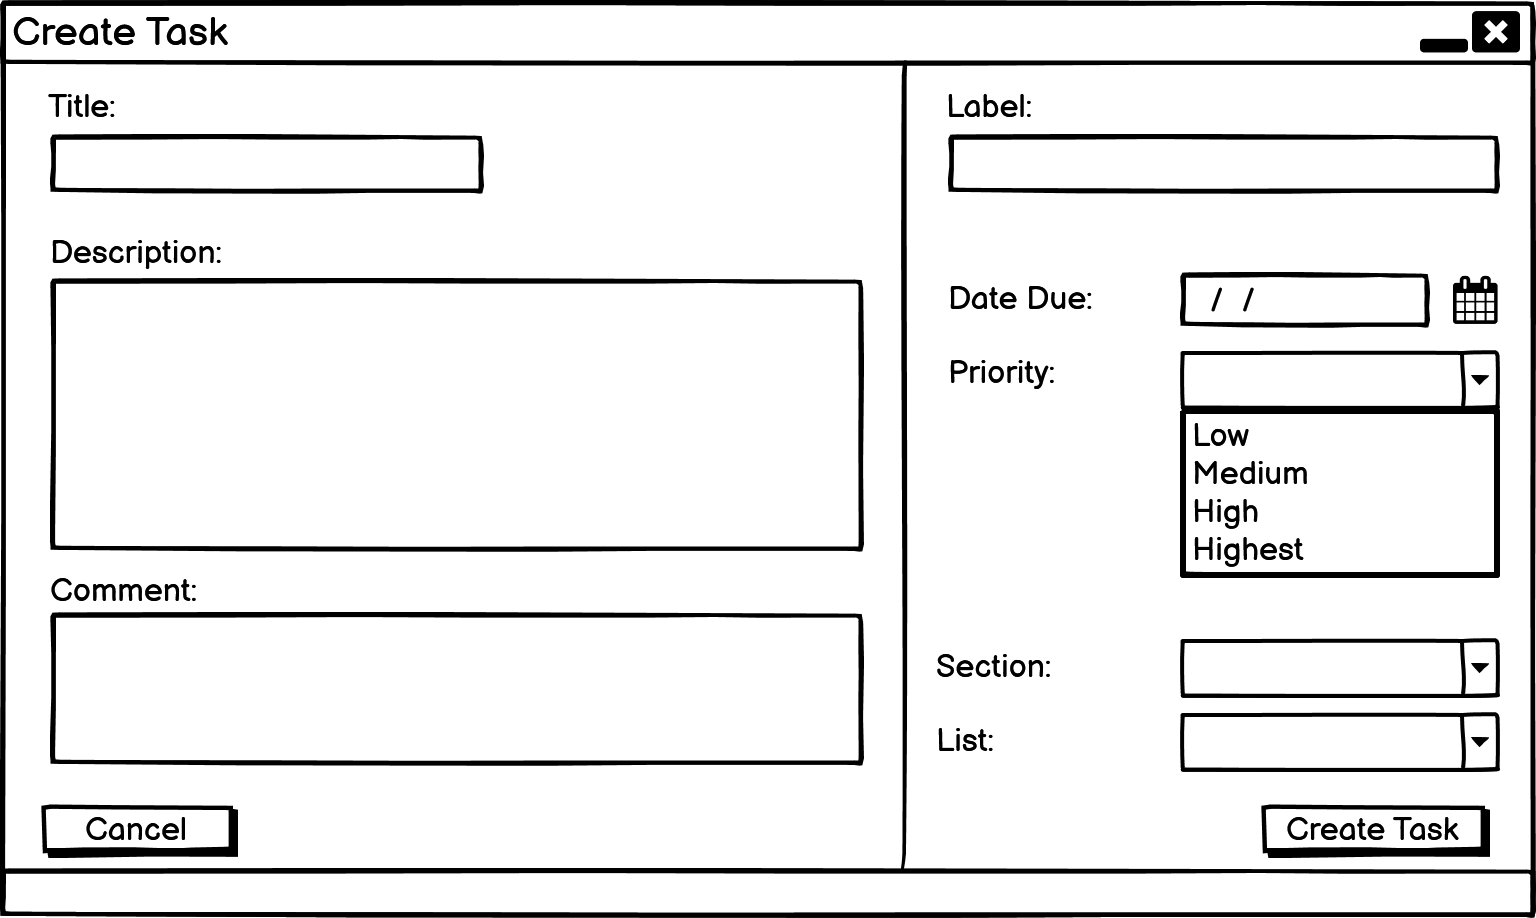 Create Task
Title:
Description:
Comment:
Cancel
Label:
Date Due:
/ /
Priority:
Low
Medium
High
Highest
Section:
List:
Create Task